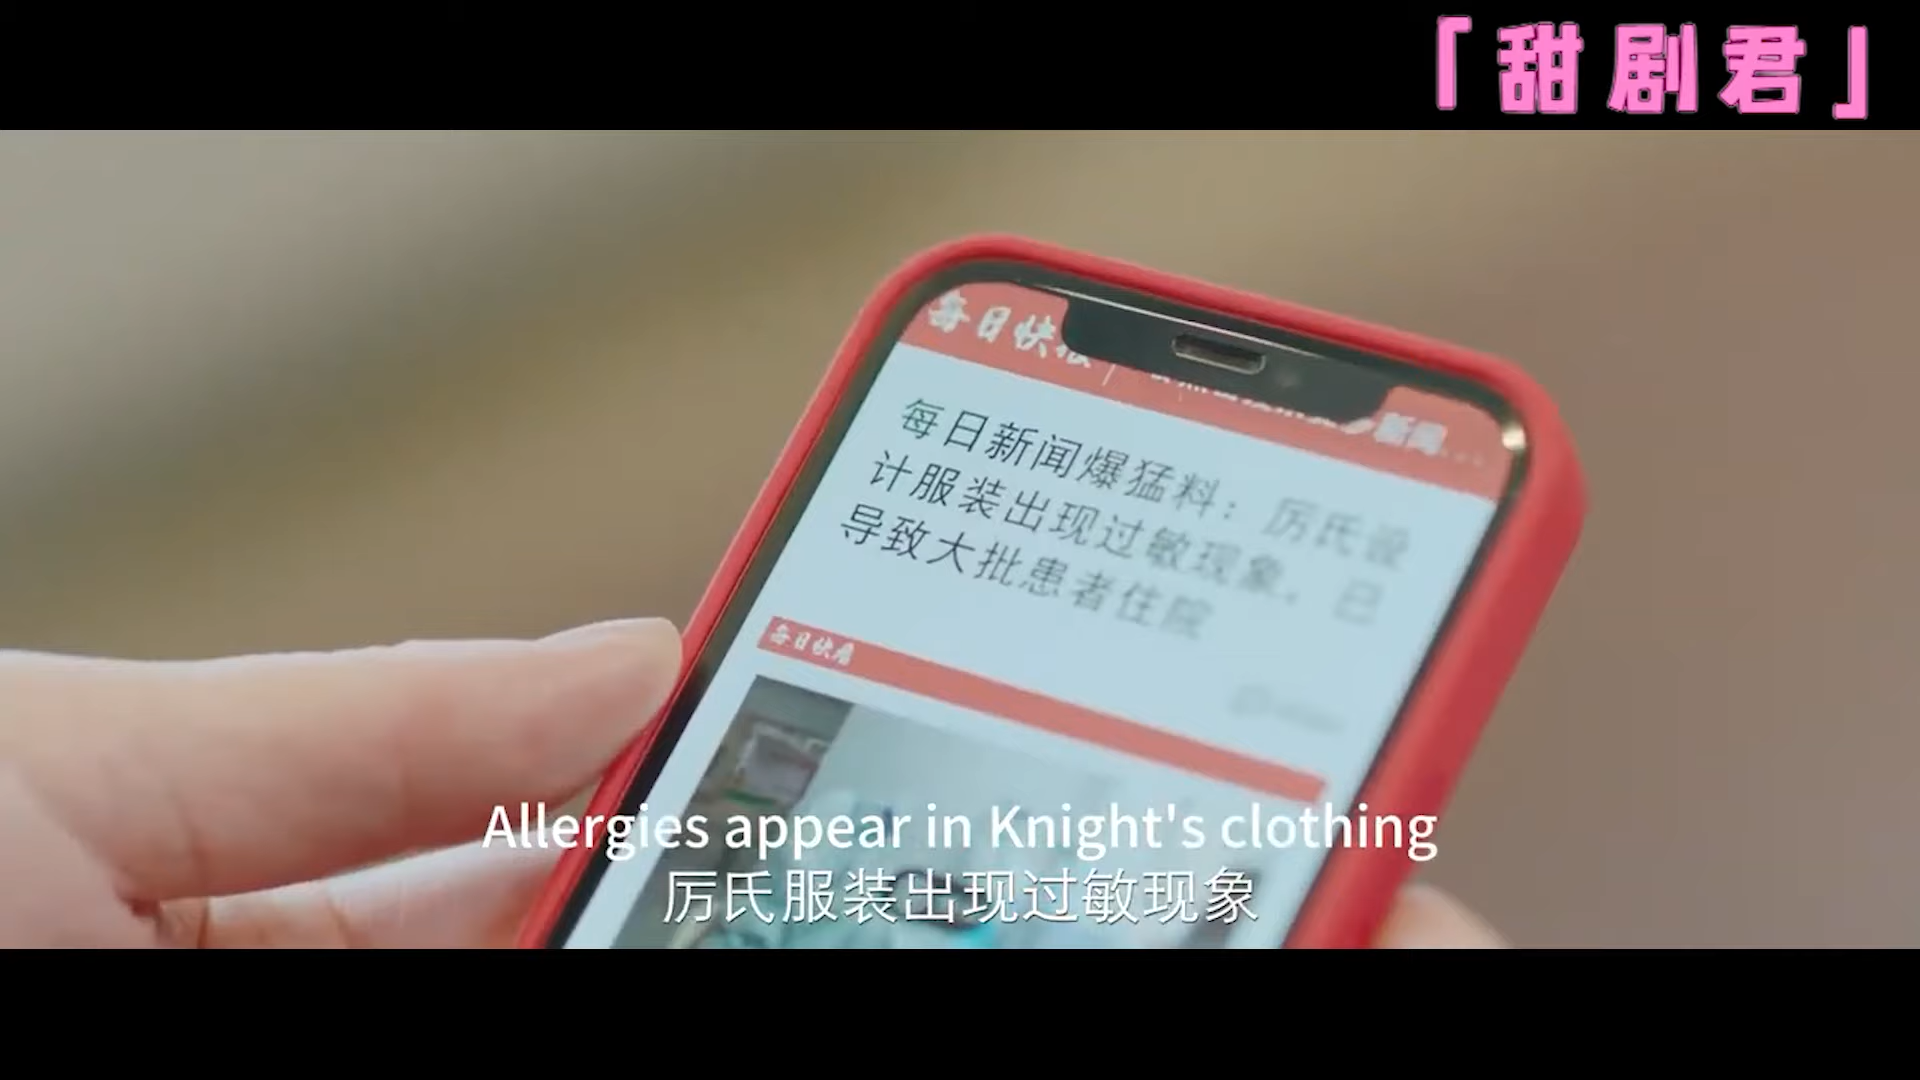 「甜剧君」
每日快报
每日新闻爆猛料：厉氏设
计服装出现过敏现象，已
导致大批患者住院
每日快报
Allergies appear in Knight's clothing
厉氏服装出现过敏现象